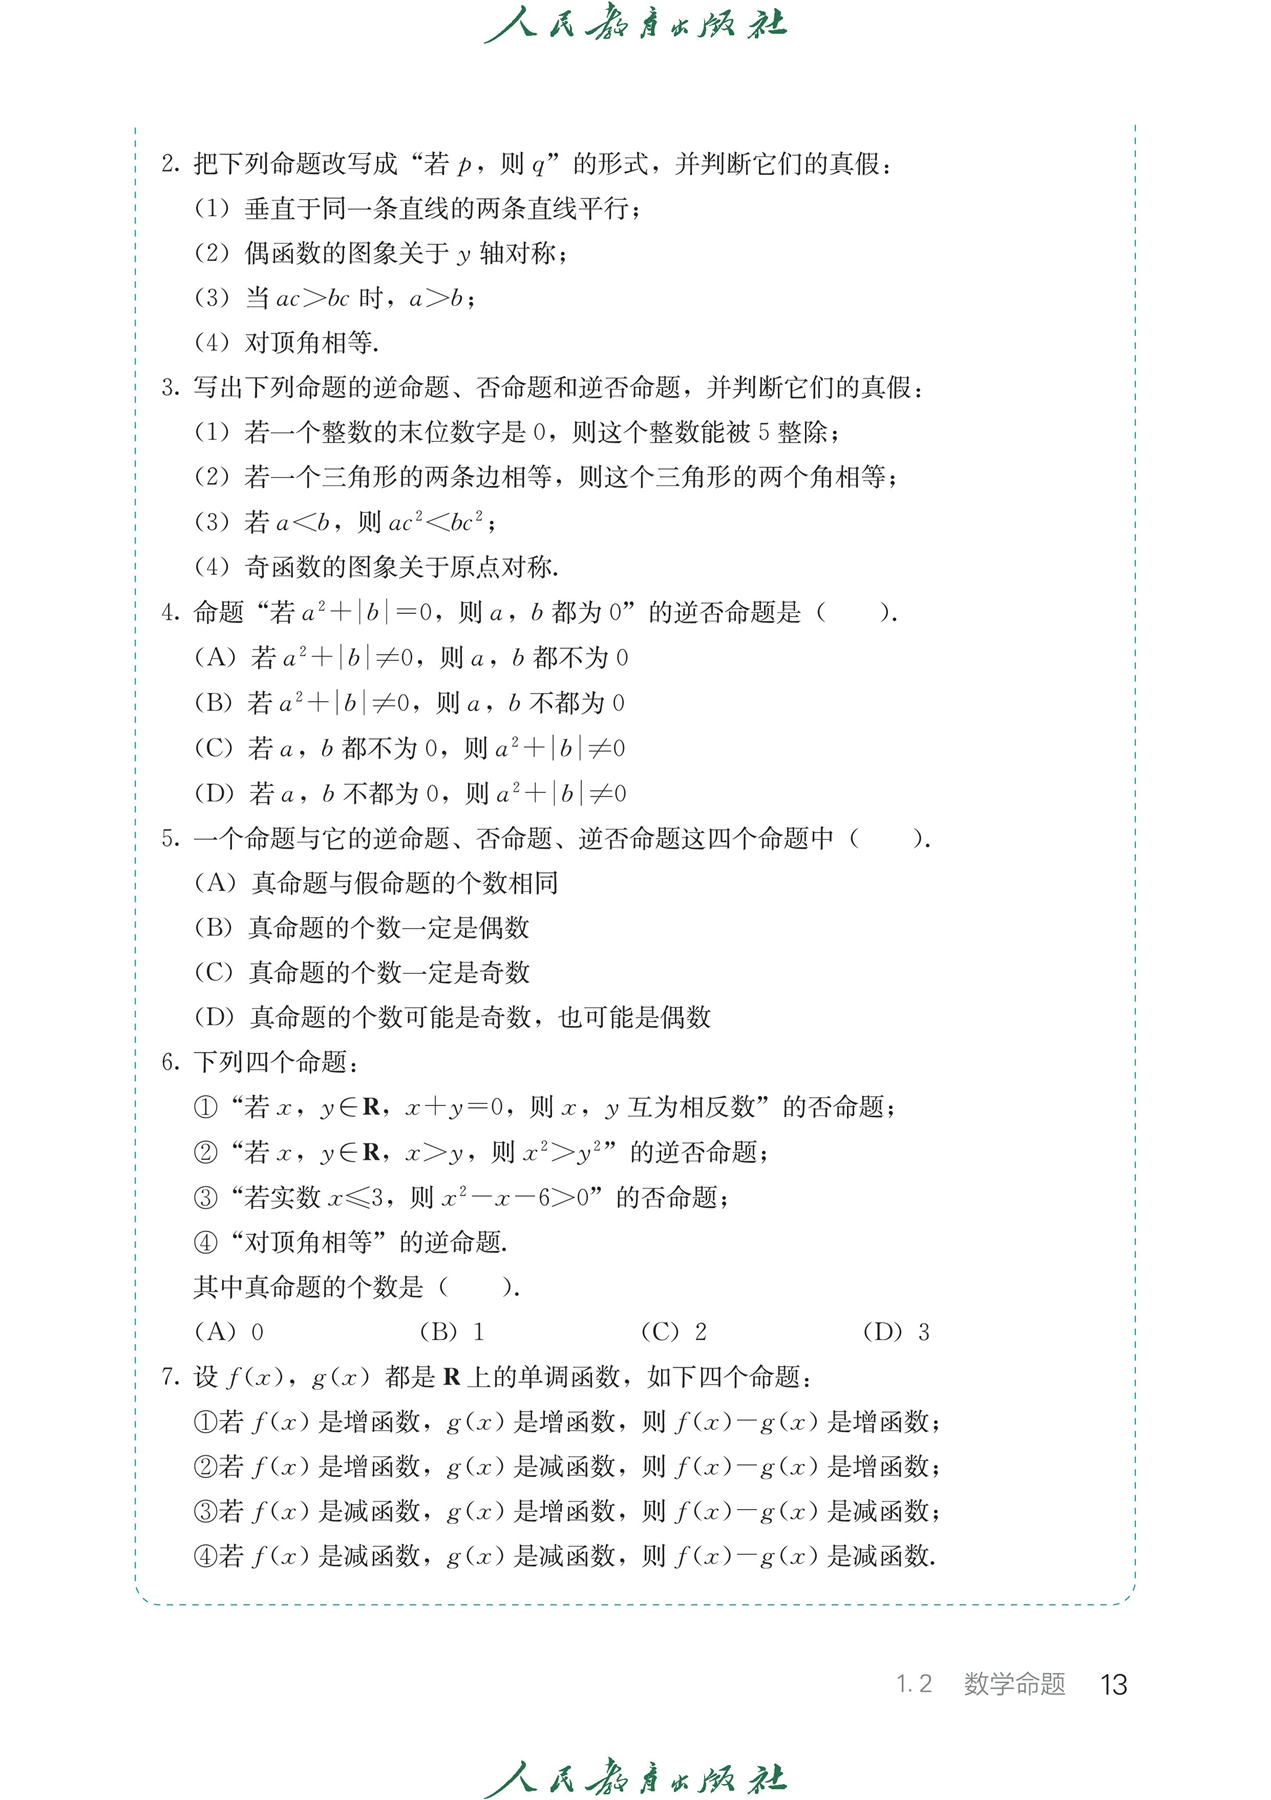 人民教育出版社
2. 把下列命题改写成“若 p，则 q”的形式，并判断它们的真假：
（1）垂直于同一条直线的两条直线平行；
（2）偶函数的图象关于 y 轴对称；
（3）当 ac＞bc 时，a＞b；
（4）对顶角相等.
3. 写出下列命题的逆命题、否命题和逆否命题，并判断它们的真假：
（1）若一个整数的末位数字是 0，则这个整数能被 5 整除；
（2）若一个三角形的两条边相等，则这个三角形的两个角相等；
（3）若 a＜b，则 ac²＜bc²；
（4）奇函数的图象关于原点对称.
4. 命题“若 a²＋|b|＝0，则 a，b 都为 0”的逆否命题是（　　）.
（A）若 a²＋|b|≠0，则 a，b 都不为 0
（B）若 a²＋|b|≠0，则 a，b 不都为 0
（C）若 a，b 都不为 0，则 a²＋|b|≠0
（D）若 a，b 不都为 0，则 a²＋|b|≠0
5. 一个命题与它的逆命题、否命题、逆否命题这四个命题中（　　）.
（A）真命题与假命题的个数相同
（B）真命题的个数一定是偶数
（C）真命题的个数一定是奇数
（D）真命题的个数可能是奇数，也可能是偶数
6. 下列四个命题：
①“若 x，y∈R，x＋y＝0，则 x，y 互为相反数”的否命题；
②“若 x，y∈R，x＞y，则 x²＞y²”的逆否命题；
③“若实数 x≤3，则 x²－x－6＞0”的否命题；
④“对顶角相等”的逆命题.
其中真命题的个数是（　　）.
（A）0　（B）1　（C）2　（D）3
7. 设 f(x)，g(x) 都是 R 上的单调函数，如下四个命题：
①若 f(x) 是增函数，g(x) 是增函数，则 f(x)－g(x) 是增函数；
②若 f(x) 是增函数，g(x) 是减函数，则 f(x)－g(x) 是增函数；
③若 f(x) 是减函数，g(x) 是增函数，则 f(x)－g(x) 是减函数；
④若 f(x) 是减函数，g(x) 是减函数，则 f(x)－g(x) 是减函数.
1.2　数学命题　13
人民教育出版社